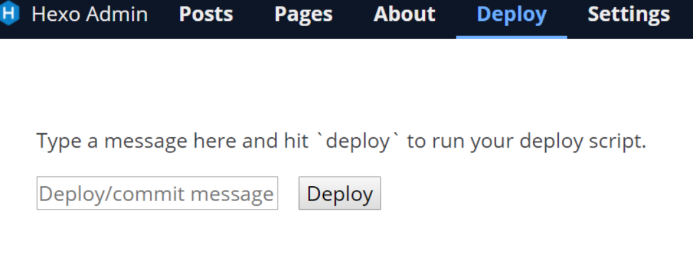 H Hexo Admin Posts Pages About Deploy Settings
Type a message here and hit `deploy` to run your deploy script.
Deploy/commit message Deploy